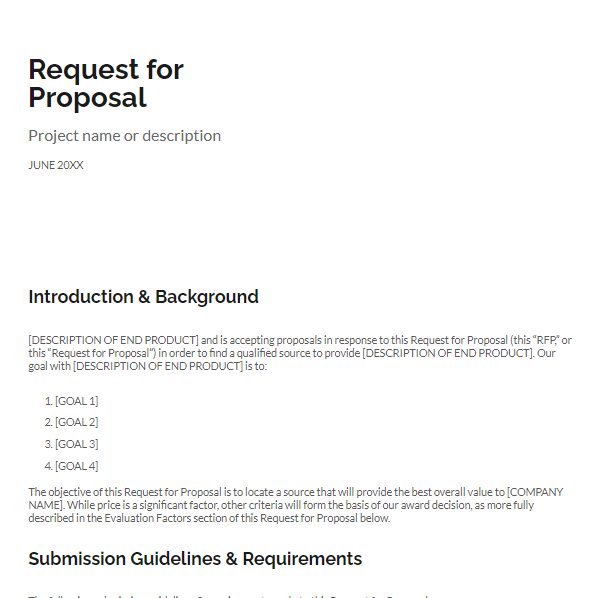 Request for
Proposal
Project name or description
JUNE 20XX
Introduction & Background
[DESCRIPTION OF END PRODUCT] and is accepting proposals in response to this Request for Proposal (this “RFP,” or
this “Request for Proposal”) in order to find a qualified source to provide [DESCRIPTION OF END PRODUCT]. Our
goal with [DESCRIPTION OF END PRODUCT] is to:
1. [GOAL 1]
2. [GOAL 2]
3. [GOAL 3]
4. [GOAL 4]
The objective of this Request for Proposal is to locate a source that will provide the best overall value to [COMPANY
NAME]. While price is a significant factor, other criteria will form the basis of our award decision, as more fully
described in the Evaluation Factors section of this Request for Proposal below.
Submission Guidelines & Requirements